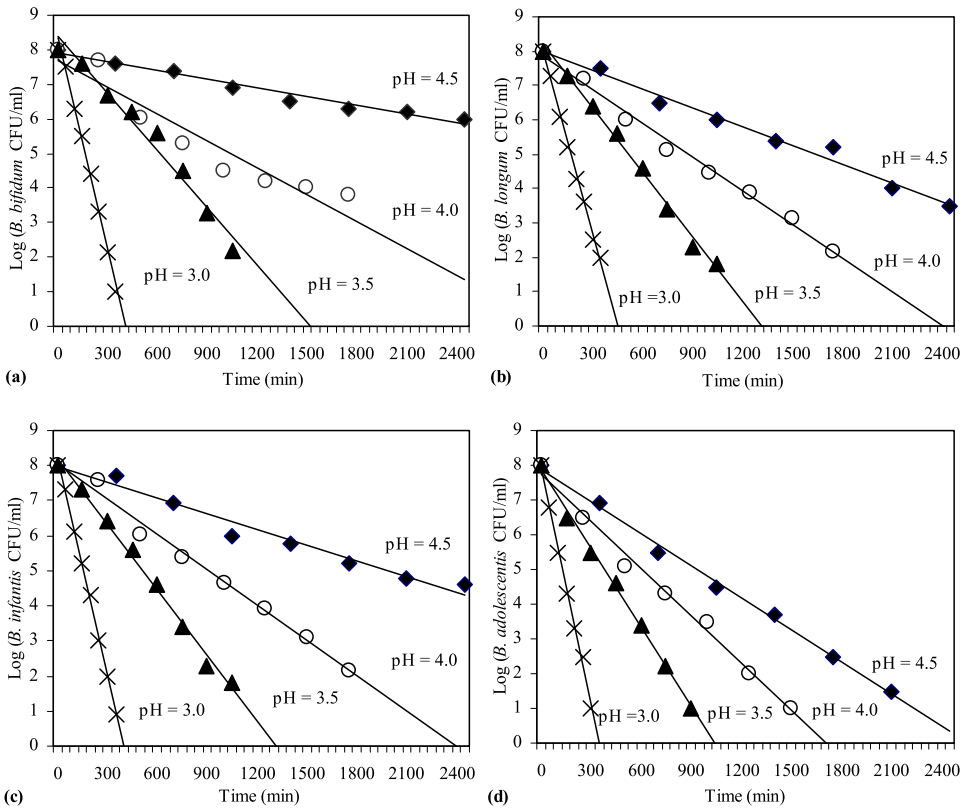 9
8
7
6
5
4
3
2
1
0
Log (B. bifidum CFU/ml)
pH = 4.5
pH = 4.0
pH = 3.5
pH = 3.0
0 300 600 900 1200 1500 1800 2100 2400
Time (min)
(a)
9
8
7
6
5
4
3
2
1
0
Log (B. longum CFU/ml)
pH = 4.5
pH = 4.0
pH = 3.5
pH =3.0
0 300 600 900 1200 1500 1800 2100 2400
Time (min)
(b)
9
8
7
6
5
4
3
2
1
0
Log (B. infantis CFU/ml)
pH = 4.5
pH = 4.0
pH = 3.5
pH = 3.0
0 300 600 900 1200 1500 1800 2100 2400
Time (min)
(c)
9
8
7
6
5
4
3
2
1
0
Log (B. adolescentis CFU/ml)
pH = 4.5
pH =3.0
pH = 3.5
pH = 4.0
0 300 600 900 1200 1500 1800 2100 2400
Time (min)
(d)